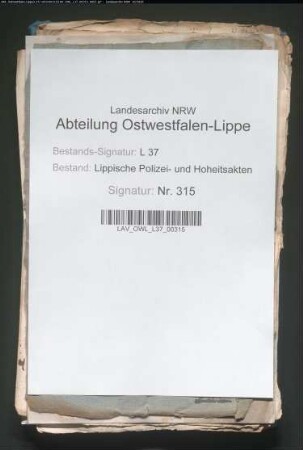 Landesarchiv NRW
Abteilung Ostwestfalen-Lippe
Bestands-Signatur: L 37
Bestand: Lippische Polizei- und Hoheitsakten
Signatur: Nr. 315
LAV_OWL_L37_00315